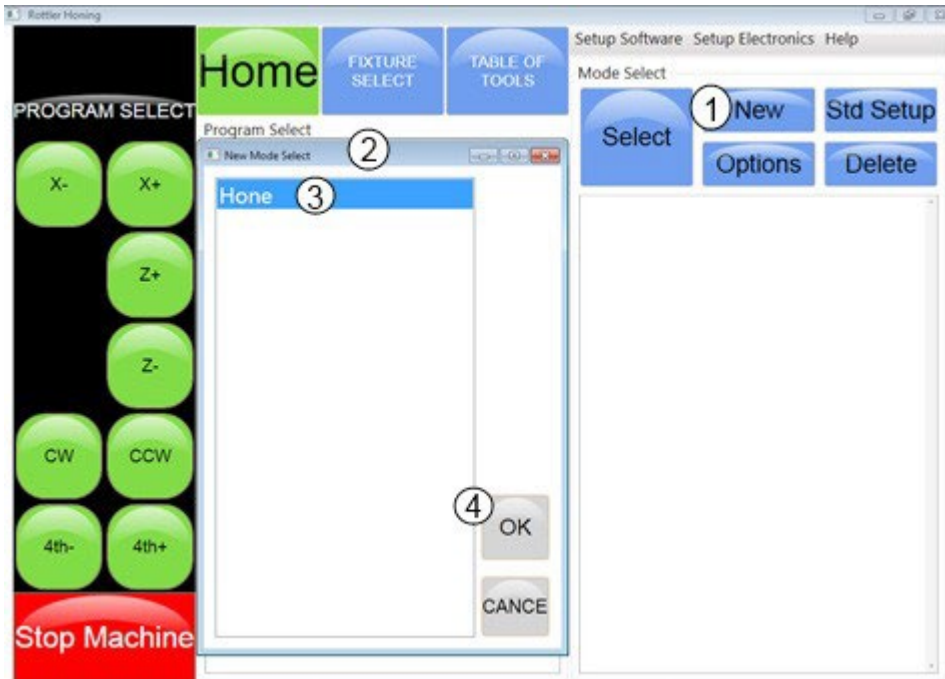 Rottler Honing
PROGRAM SELECT
X-
X+
Z+
Z-
CW
CCW
4th-
4th+
Stop Machine
Home
FIXTURE
SELECT
TABLE OF
TOOLS
Program Select
New Mode Select
2
Hone
3
4
OK
CANCE
Setup Software Setup Electronics Help
Mode Select
Select
1
New
Std Setup
Options
Delete